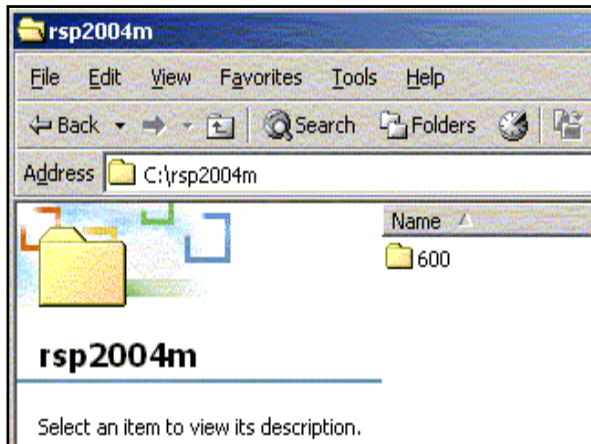 rsp2004m
File Edit View Favorites Tools Help
Back Search Folders
Address C:\rsp2004m
Name
600
rsp2004m
Select an item to view its description.